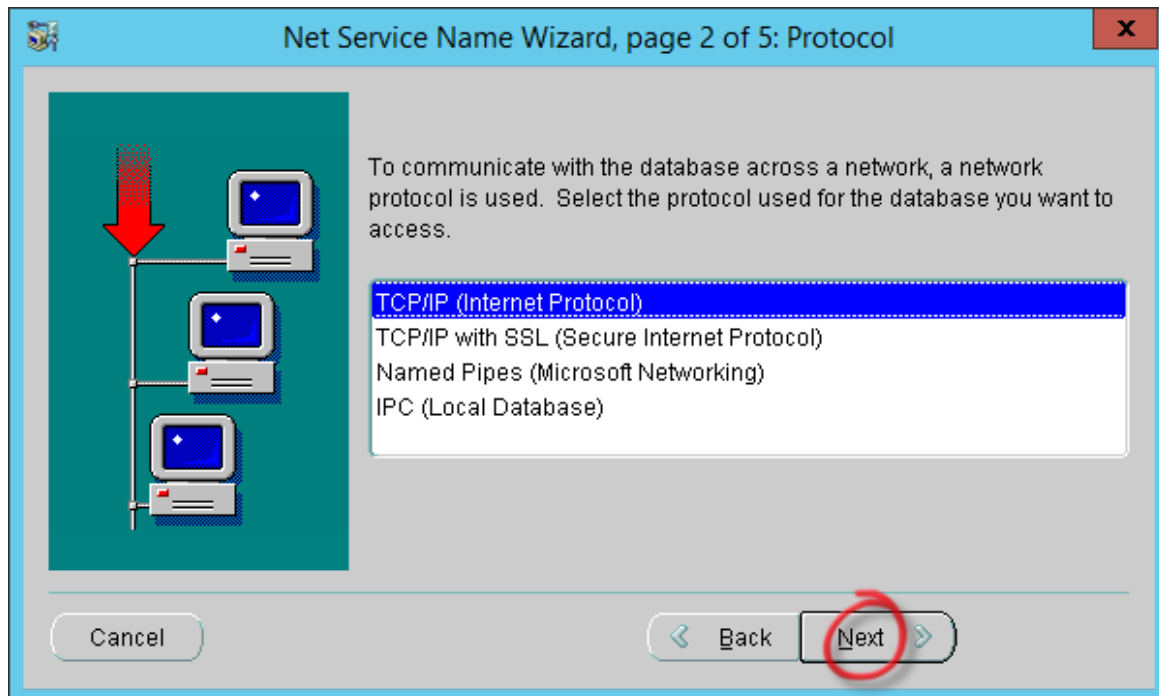 Net Service Name Wizard, page 2 of 5: Protocol
x
To communicate with the database across a network, a network
protocol is used.  Select the protocol used for the database you want to
access.
TCP/IP (Internet Protocol)
TCP/IP with SSL (Secure Internet Protocol)
Named Pipes (Microsoft Networking)
IPC (Local Database)
Cancel
Back
Next